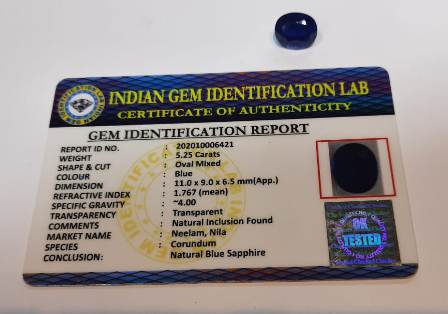 INDIAN GEM IDENTIFICATION LAB
CERTIFICATE OF AUTHENTICITY
GEM IDENTIFICATION REPORT
REPORT ID NO. : 202010006421
WEIGHT : 5.25 Carats
SHAPE & CUT : Oval Mixed
COLOUR : Blue
DIMENSION : 11.0 x 9.0 x 6.5 mm(App.)
REFRACTIVE INDEX : 1.767 (mean)
SPECIFIC GRAVITY : ~4.00
TRANSPARENCY : Transparent
COMMENTS : Natural Inclusion Found
MARKET NAME : Neelam, Nila
SPECIES : Corundum
CONCLUSION: : Natural Blue Sapphire
OK
TESTED